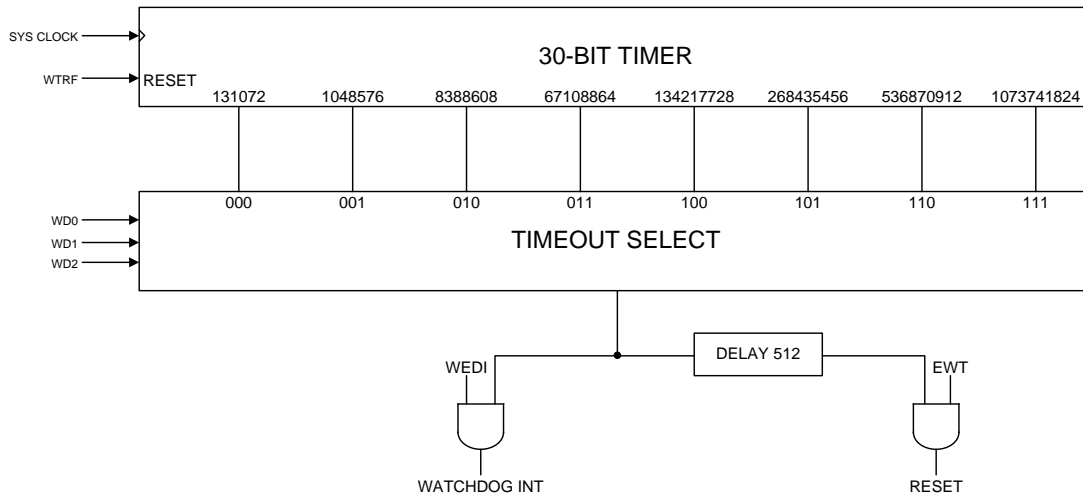 SYS CLOCK
30-BIT TIMER
WTRF
RESET
131072 1048576 8388608 67108864 134217728 268435456 536870912 1073741824
000 001 010 011 100 101 110 111
WD0
WD1
TIMEOUT SELECT
WD2
DELAY 512
WEDI
EWT
WATCHDOG INT
RESET